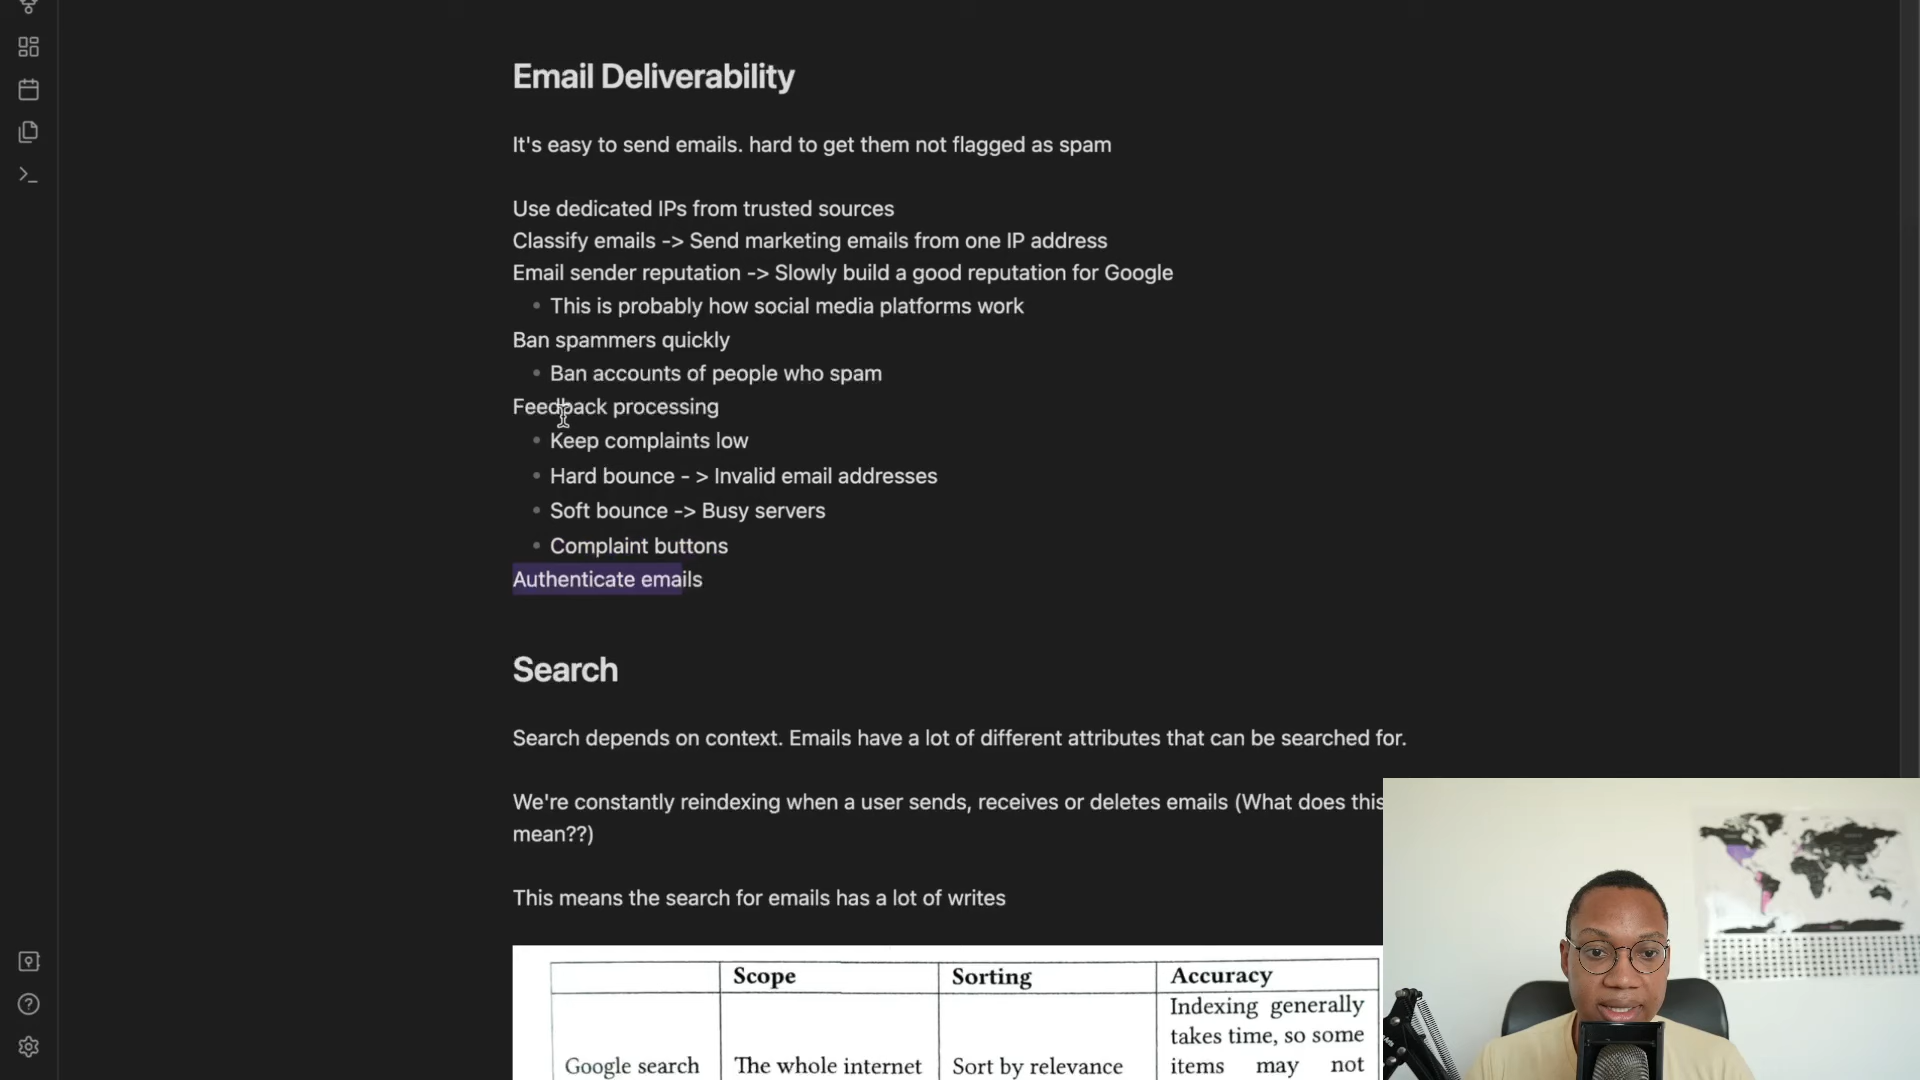 Email Deliverability
It's easy to send emails. hard to get them not flagged as spam
Use dedicated IPs from trusted sources
Classify emails -> Send marketing emails from one IP address
Email sender reputation -> Slowly build a good reputation for Google
• This is probably how social media platforms work
Ban spammers quickly
• Ban accounts of people who spam
Feedback processing
• Keep complaints low
• Hard bounce - > Invalid email addresses
• Soft bounce -> Busy servers
• Complaint buttons
Authenticate emails
Search
Search depends on context. Emails have a lot of different attributes that can be searched for.
We're constantly reindexing when a user sends, receives or deletes emails (What does this
mean??)
This means the search for emails has a lot of writes
Scope Sorting Accuracy
Indexing generally
takes time, so some
Google search The whole internet Sort by relevance items may not